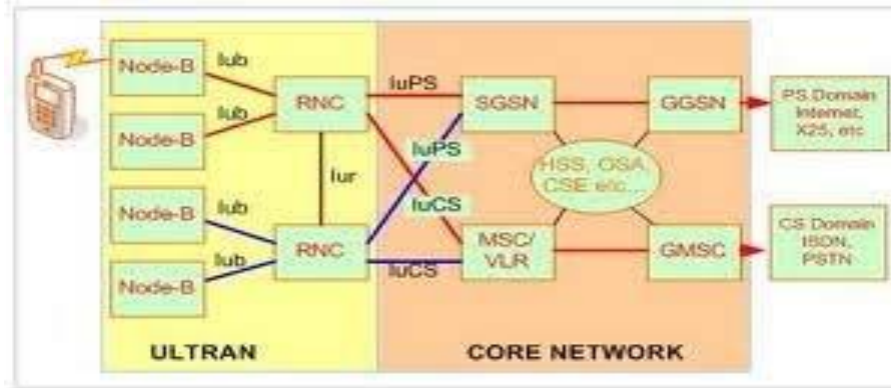 Node-B
Iub
RNC
IuPS
SGSN
GGSN
PS Domain
Internet,
X25, etc
Node-B
Iub
Iur
IuPS
HSS, OSA,
CSE etc...
Node-B
Iub
RNC
IuCS
MSC/
VLR
GMSC
CS Domain
ISDN,
PSTN
Node-B
Iub
IuCS
ULTRAN
CORE NETWORK